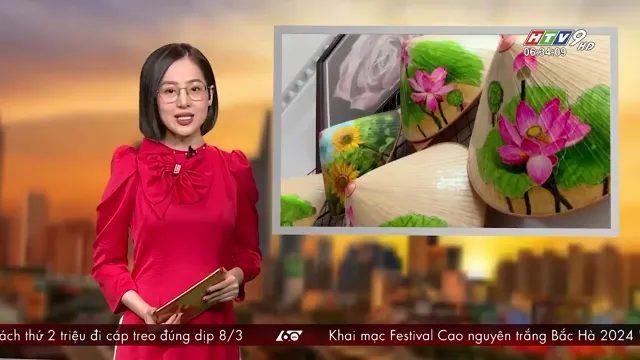 HTV9 HD
06:34:09
ách thứ 2 triệu đi cáp treo đúng dịp 8/3
60
Khai mạc Festival Cao nguyên trắng Bắc Hà 2024